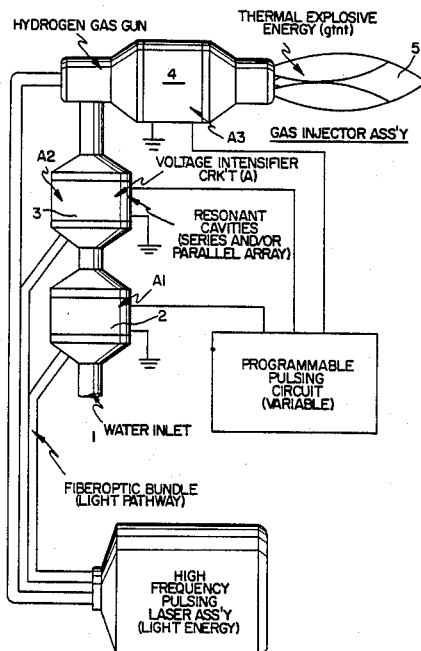 HYDROGEN GAS GUN
THERMAL EXPLOSIVE
ENERGY (gtnt)
5
4
A3
GAS INJECTOR ASS'Y
A2
VOLTAGE INTENSIFIER
CRK'T (A)
3
RESONANT
CAVITIES
(SERIES AND/OR
PARALLEL ARRAY)
A1
2
PROGRAMMABLE
PULSING
CIRCUIT
(VARIABLE)
1
WATER INLET
FIBEROPTIC BUNDLE
(LIGHT PATHWAY)
HIGH
FREQUENCY
PULSING
LASER ASS'Y
(LIGHT ENERGY)